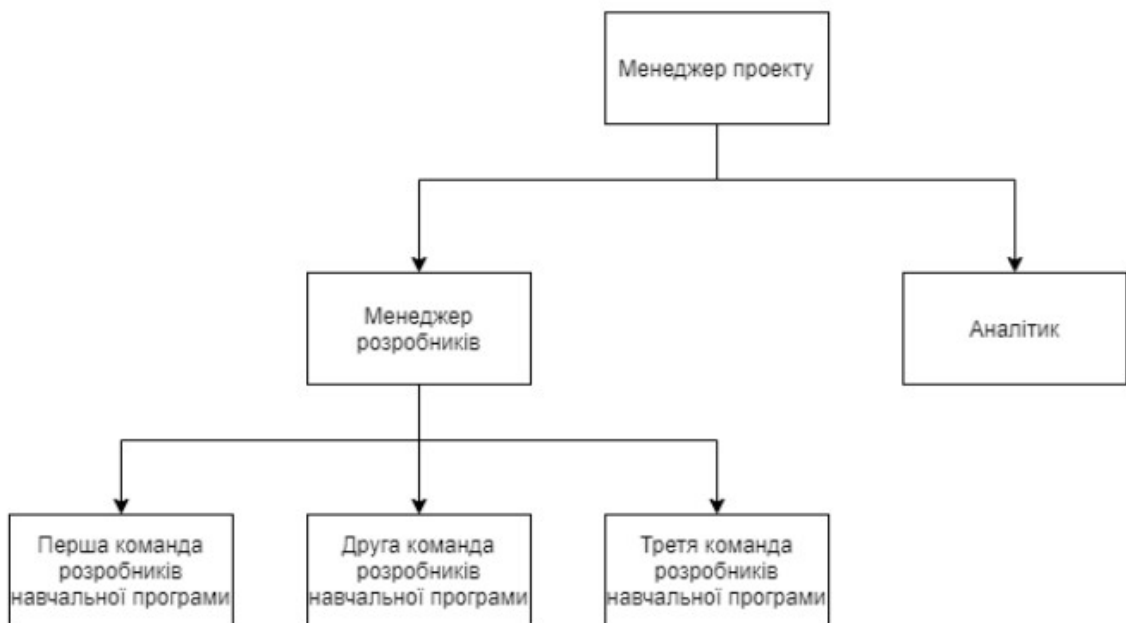 Менеджер проекту
Менеджер
розробників
Аналітик
Перша команда
розробників
навчальної програми
Друга команда
розробників
навчальної програми
Третя команда
розробників
навчальної програми